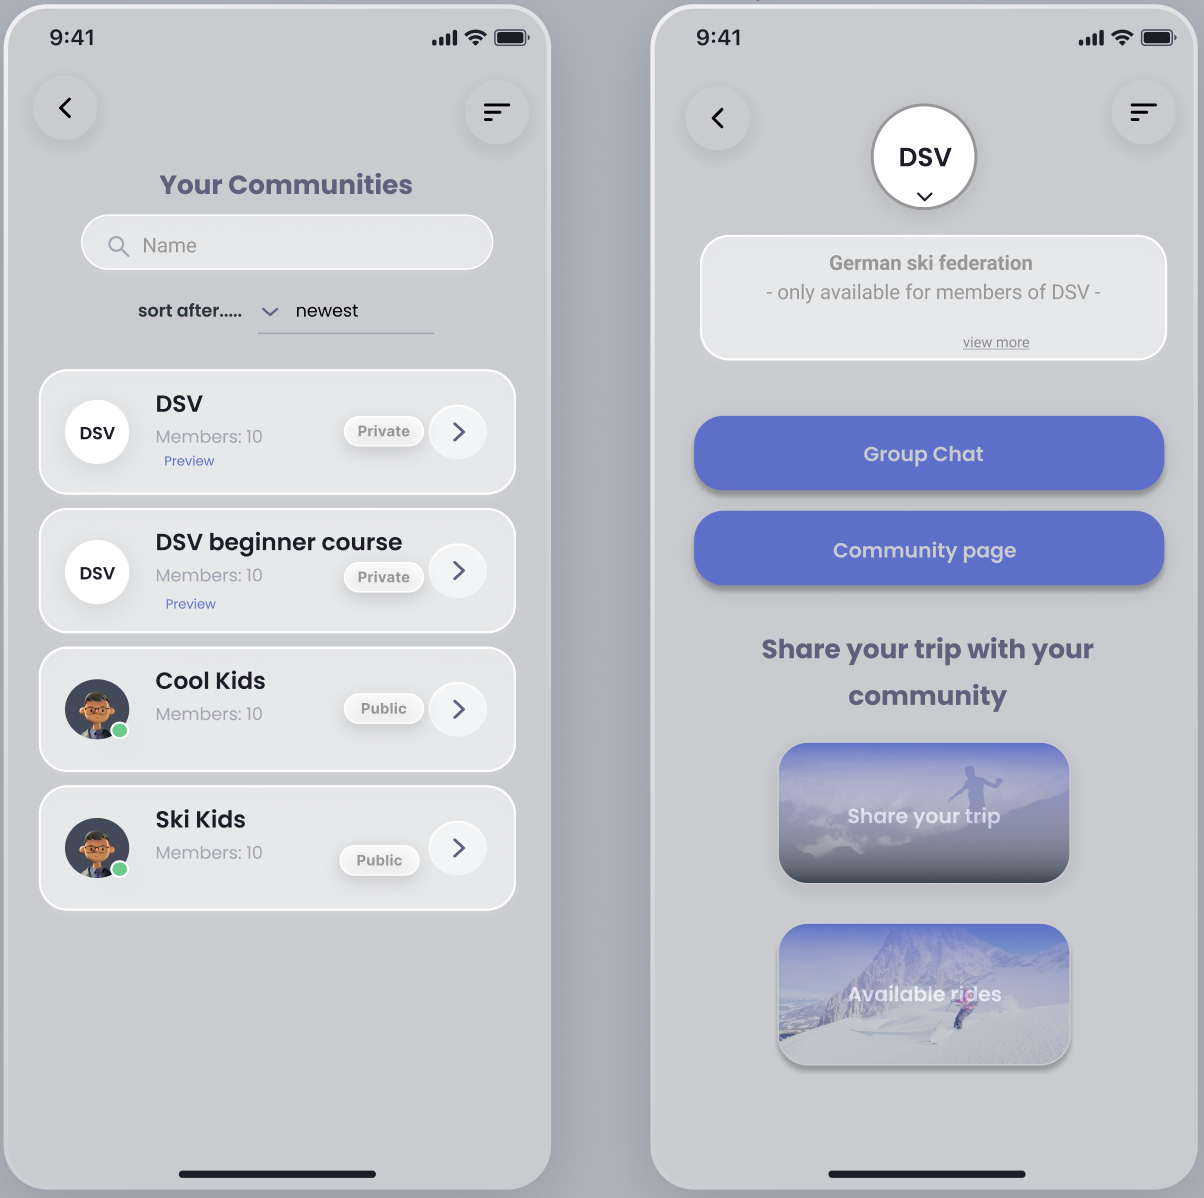 9:41
Your Communities
Name
sort after..... newest
DSV
DSV
Members: 10
Private
Preview
DSV
DSV beginner course
Members: 10
Private
Preview
Cool Kids
Members: 10
Public
Ski Kids
Members: 10
Public
9:41
DSV
German ski federation
- only available for members of DSV -
view more
Group Chat
Community page
Share your trip with your
community
Share your trip
Available rides